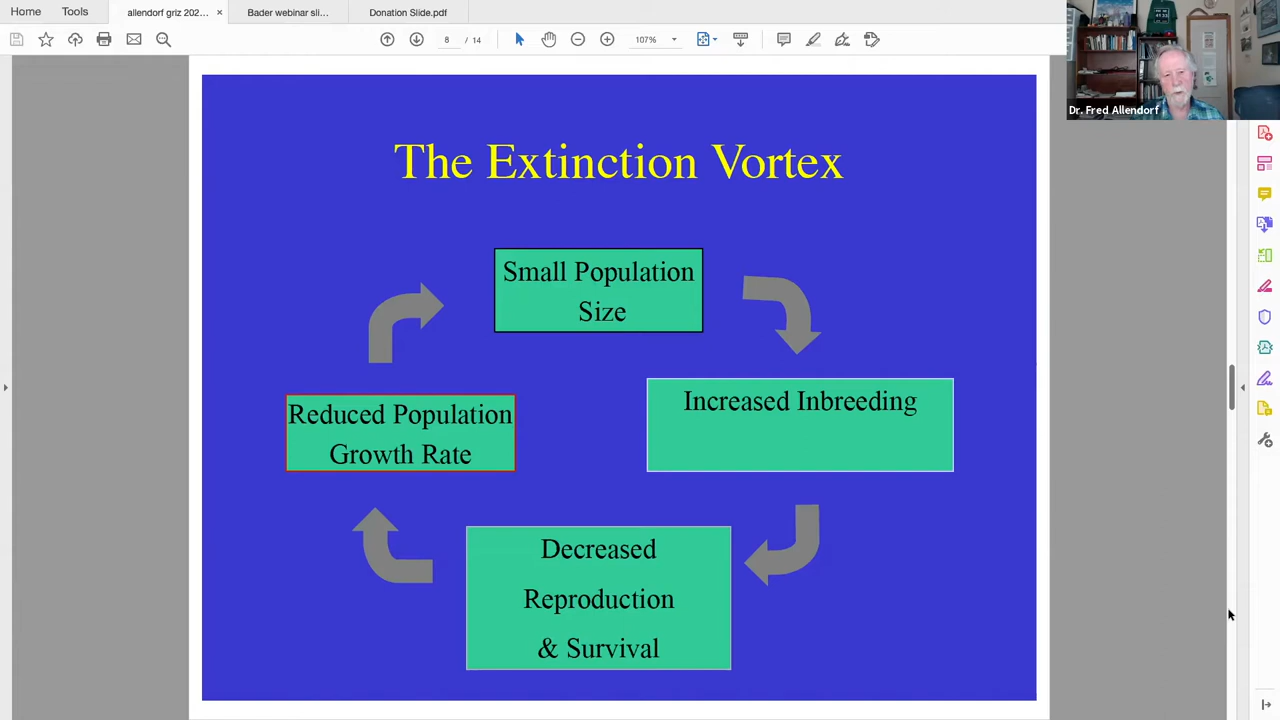 Home
Tools
allendorf griz 202...
×
Bader webinar sli...
Donation Slide.pdf
8 / 14
107%
Dr. Fred Allendorf
The Extinction Vortex
Small Population
Size
Increased Inbreeding
Reduced Population
Growth Rate
Decreased
Reproduction
& Survival